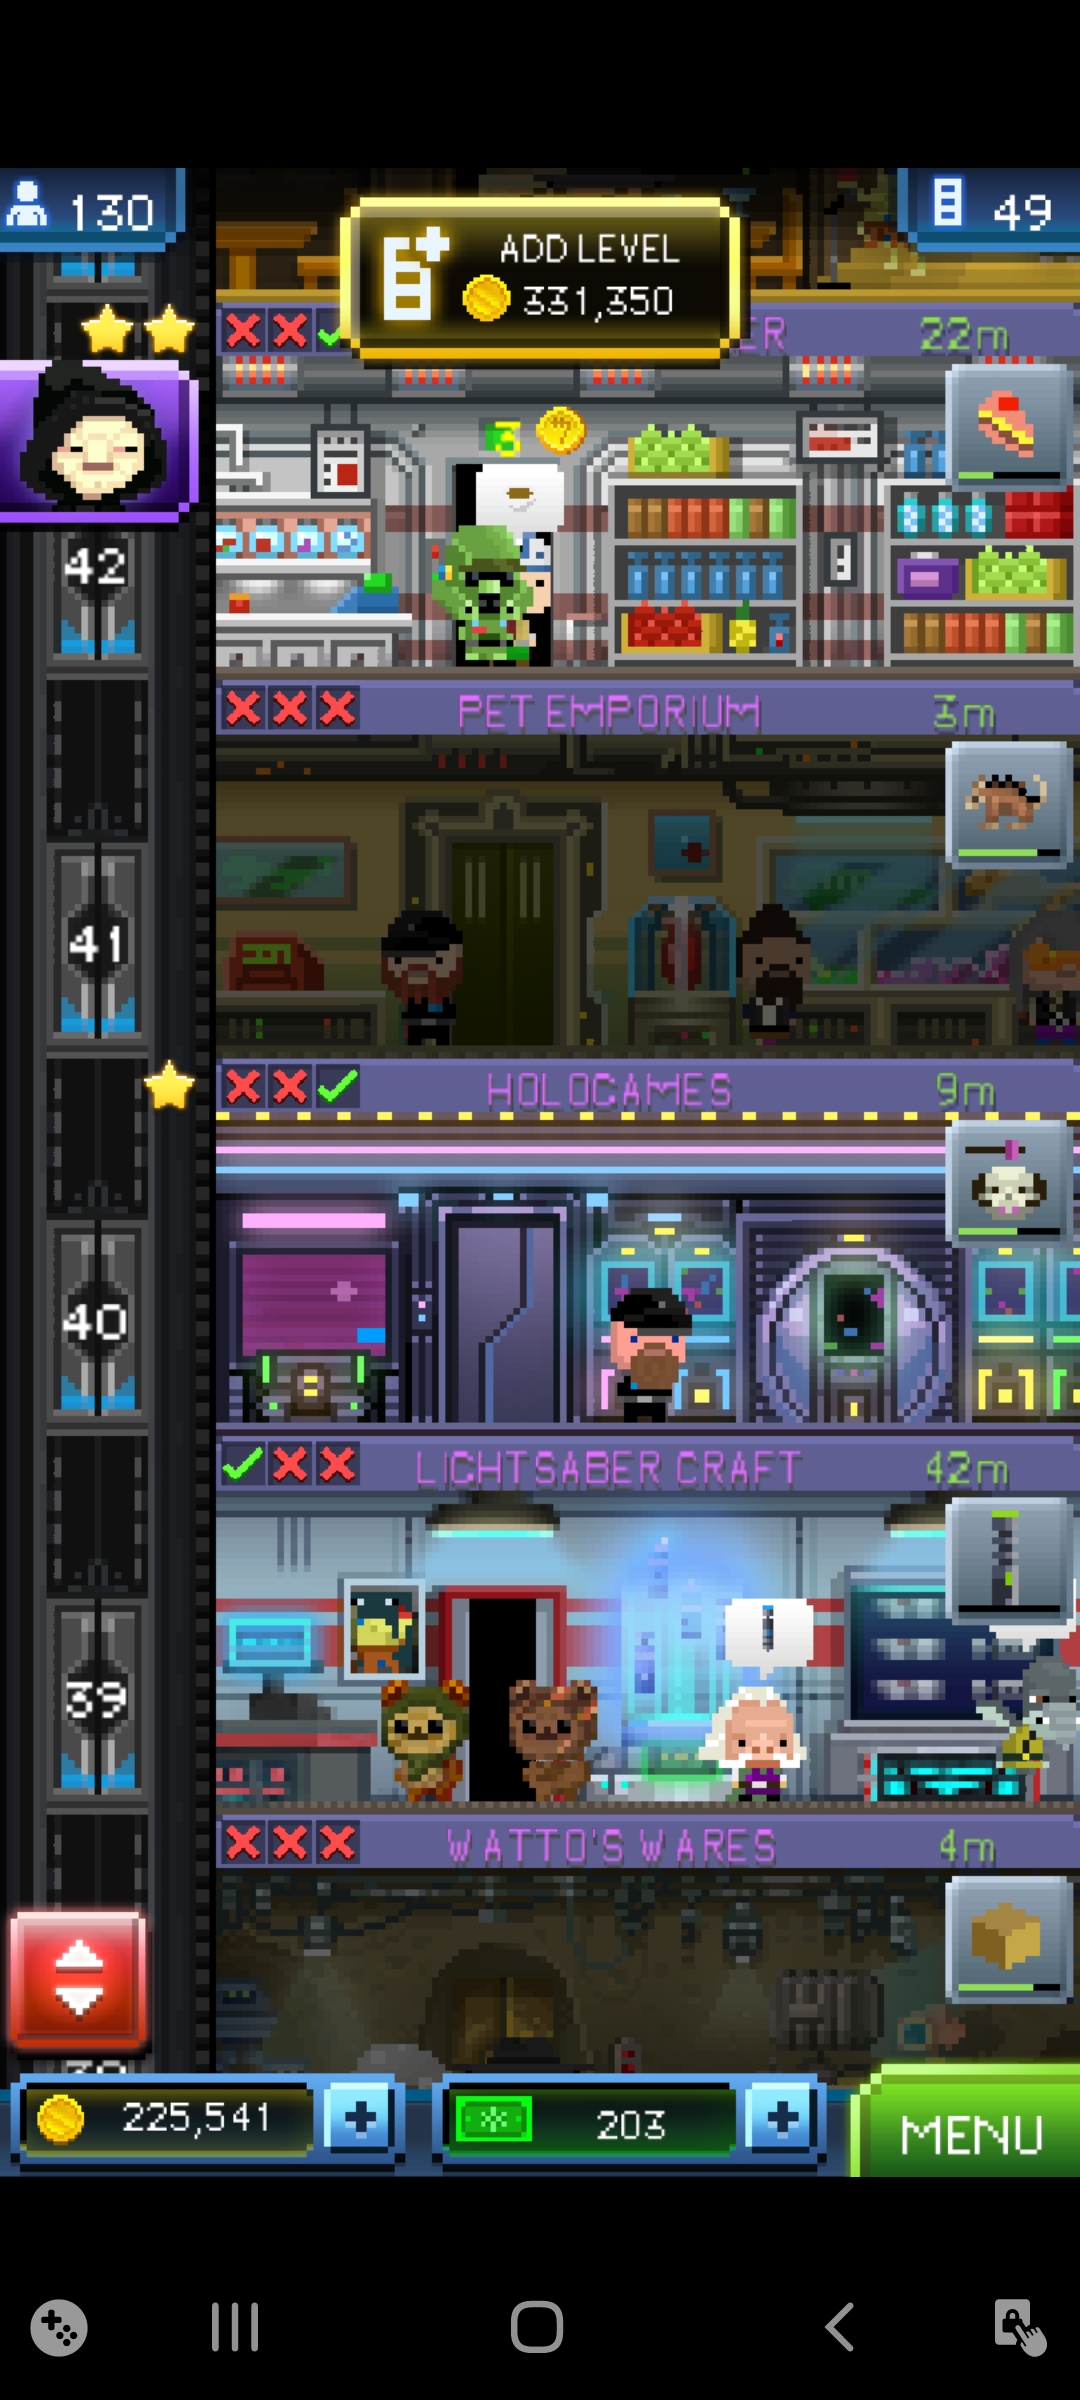 130
ADD LEVEL
331,350
49
ER
22m
3
42
PET EMPORIUM
3m
41
HOLOGAMES
9m
40
LIGHTSABER CRAFT
42m
39
WATTO'S WARES
4m
225,541
203
MENU